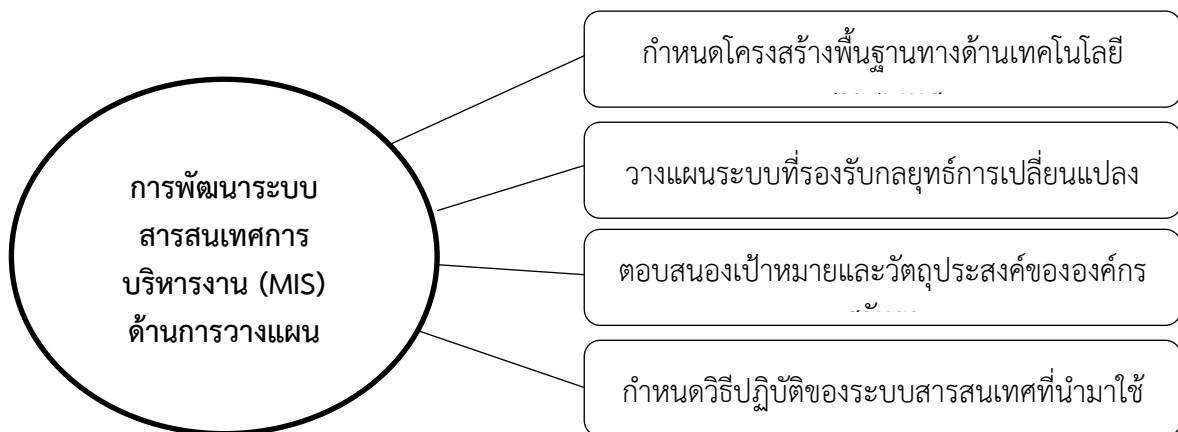 กำหนดโครงสร้างพื้นฐานทางด้านเทคโนโลยี
วางแผนระบบที่รองรับกลยุทธ์การเปลี่ยนแปลง
ตอบสนองเป้าหมายและวัตถุประสงค์ขององค์กร
กำหนดวิธีปฏิบัติของระบบสารสนเทศที่นำมาใช้
การพัฒนาระบบ
สารสนเทศการ
บริหารงาน (MIS)
ด้านการวางแผน